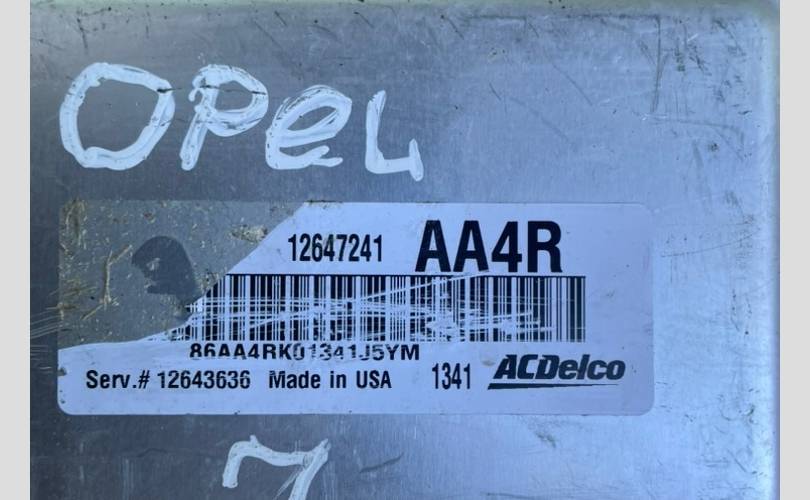 OPEL
12647241 AA4R
86AA4RK01341J5YM
Serv.# 12643636 Made in USA 1341 ACDelco
7